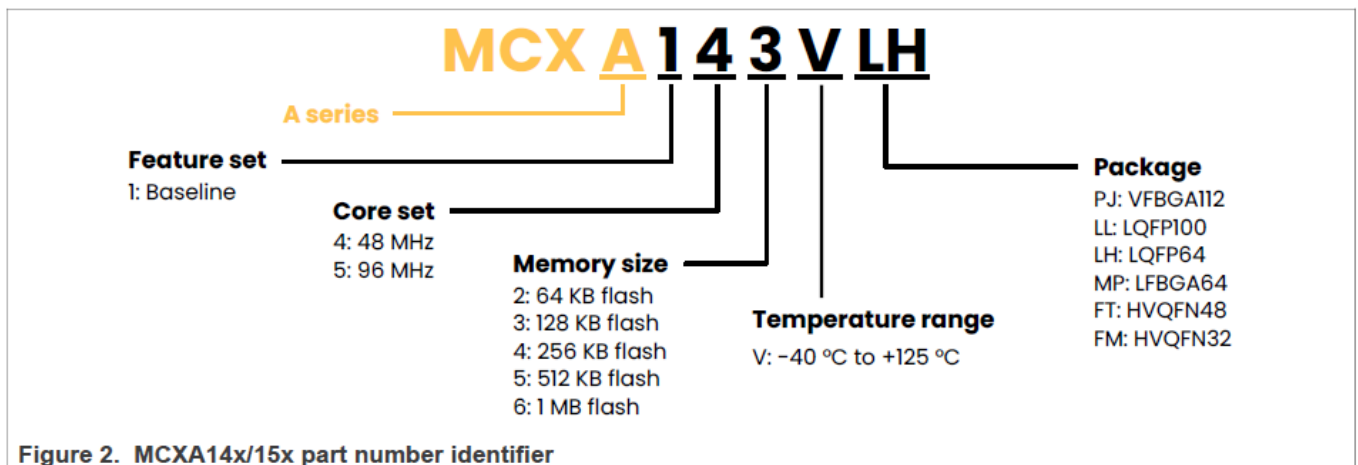 MCX A 1 4 3 V LH
A series
Feature set
1: Baseline
Core set
4: 48 MHz
5: 96 MHz
Memory size
2: 64 KB flash
3: 128 KB flash
4: 256 KB flash
5: 512 KB flash
6: 1 MB flash
Temperature range
V: -40 ºC to +125 ºC
Package
PJ: VFBGA112
LL: LQFP100
LH: LQFP64
MP: LFBGA64
FT: HVQFN48
FM: HVQFN32
Figure 2. MCXA14x/15x part number identifier